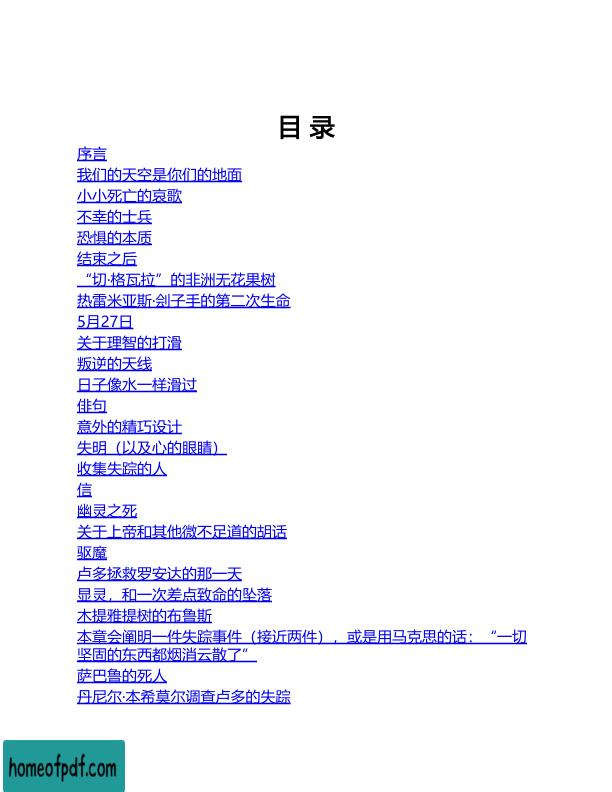 目 录
序言
我们的天空是你们的地面
小小死亡的哀歌
不幸的士兵
恐惧的本质
结束之后
“切·格瓦拉”的非洲无花果树
热雷米亚斯·刽子手的第二次生命
5月27日
关于理智的打滑
叛逆的天线
日子像水一样滑过
俳句
意外的精巧设计
失明（以及心的眼睛）
收集失踪的人
信
幽灵之死
关于上帝和其他微不足道的胡话
驱魔
卢多拯救罗安达的那一天
显灵，和一次差点致命的坠落
木提雅提树的布鲁斯
本章会阐明一件失踪事件（接近两件），或是用马克思的话：“一切
坚固的东西都烟消云散了”
萨巴鲁的死人
丹尼尔·本希莫尔调查卢多的失踪
homeofpdf.com